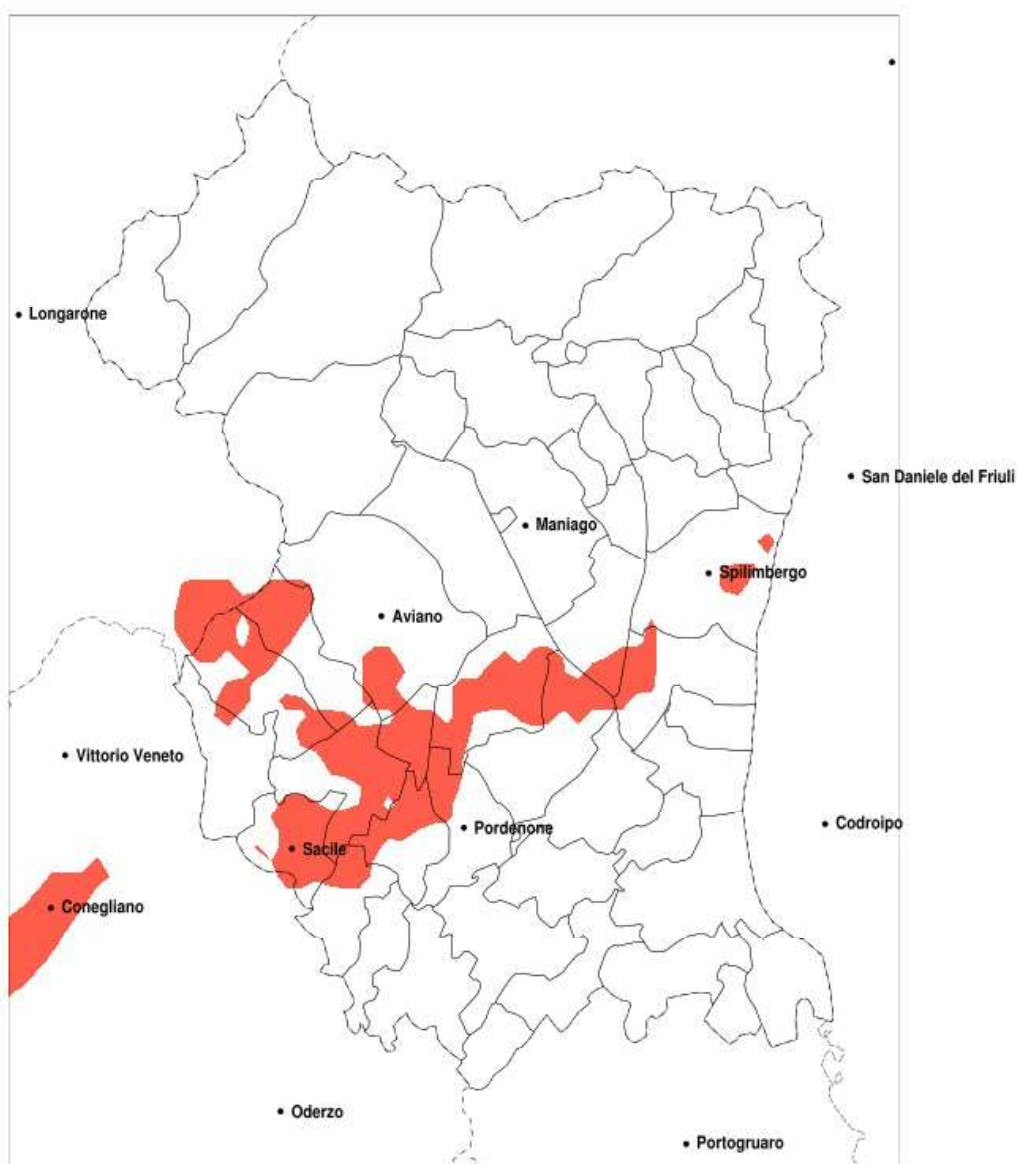 Longarone
San Daniele del Friuli
Maniago
Spilimbergo
Aviano
Vittorio Veneto
Codroipo
Pordenone
Sacile
Conegliano
Oderzo
Portogruaro